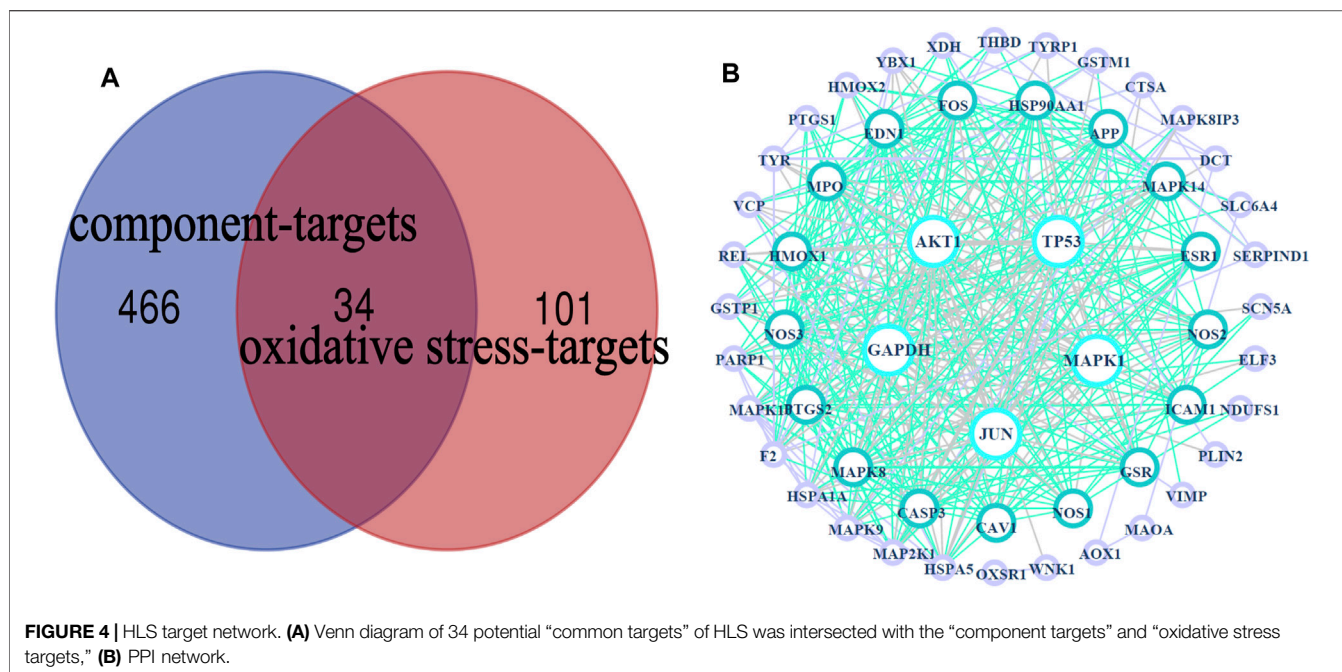 A
component-targets
466
34
101
oxidative stress-targets
B
THBD
XDH
TYRP1
YBX1
GSTM1
HMOX2
CTSA
PTGS1
MAPK8IP3
TYR
DCT
VCP
SLC6A4
REL
SERPIND1
GSTP1
SCN5A
PARP1
ELF3
NDUFS1
F2
PLIN2
HSPA1A
VIMP
MAPK9
MAOA
MAP2K1
AOX1
HSPA5
WNK1
OXSR1
FOS
HSP90AA1
EDN1
APP
MPO
MAPK14
HMOX1
ESR1
NOS3
NOS2
PTGS2
ICAM1
MAPK8
GSR
CASP3
NOS1
CAV1
AKT1
TP53
GAPDH
MAPK1
JUN
FIGURE 4 | HLS target network. (A) Venn diagram of 34 potential “common targets” of HLS was intersected with the “component targets” and “oxidative stress
targets,” (B) PPI network.